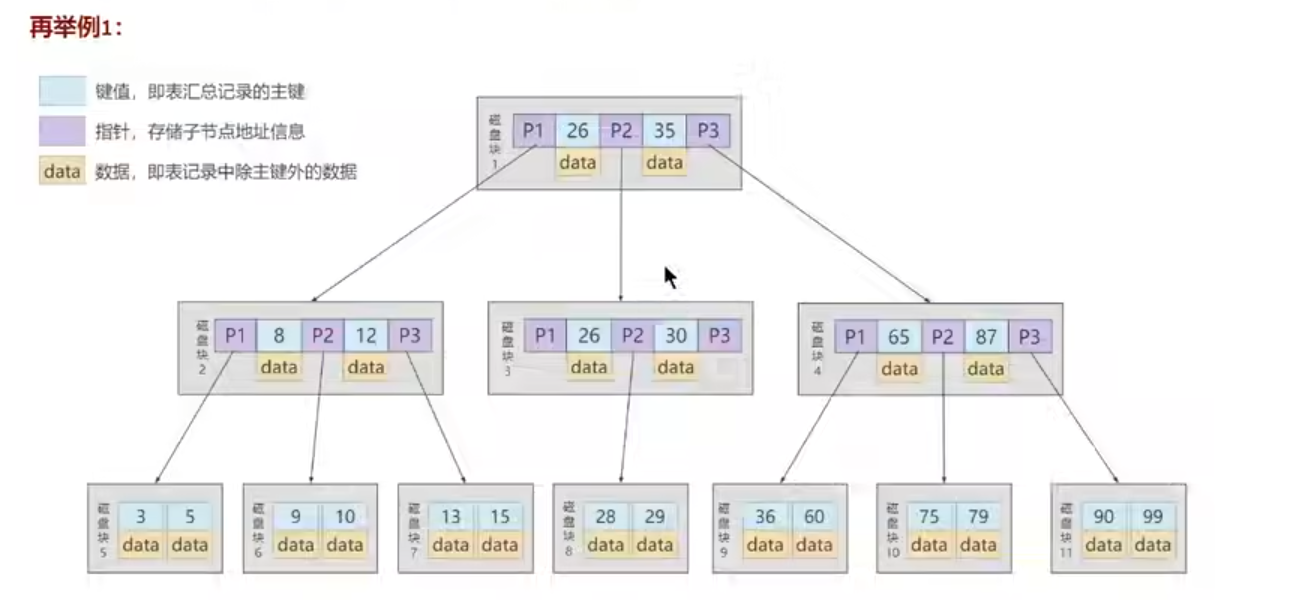 再举例1：
键值，即表汇总记录的主键
指针，存储子节点地址信息
data 数据，即表记录中除主键外的数据
磁盘块1 P1 26 P2 35 P3
data data
磁盘块2 P1 8 P2 12 P3
data data
磁盘块3 P1 26 P2 30 P3
data data
磁盘块4 P1 65 P2 87 P3
data data
磁盘块5 3 5
data data
磁盘块6 9 10
data data
磁盘块7 13 15
data data
磁盘块8 28 29
data data
磁盘块9 36 60
data data
磁盘块10 75 79
data data
磁盘块11 90 99
data data